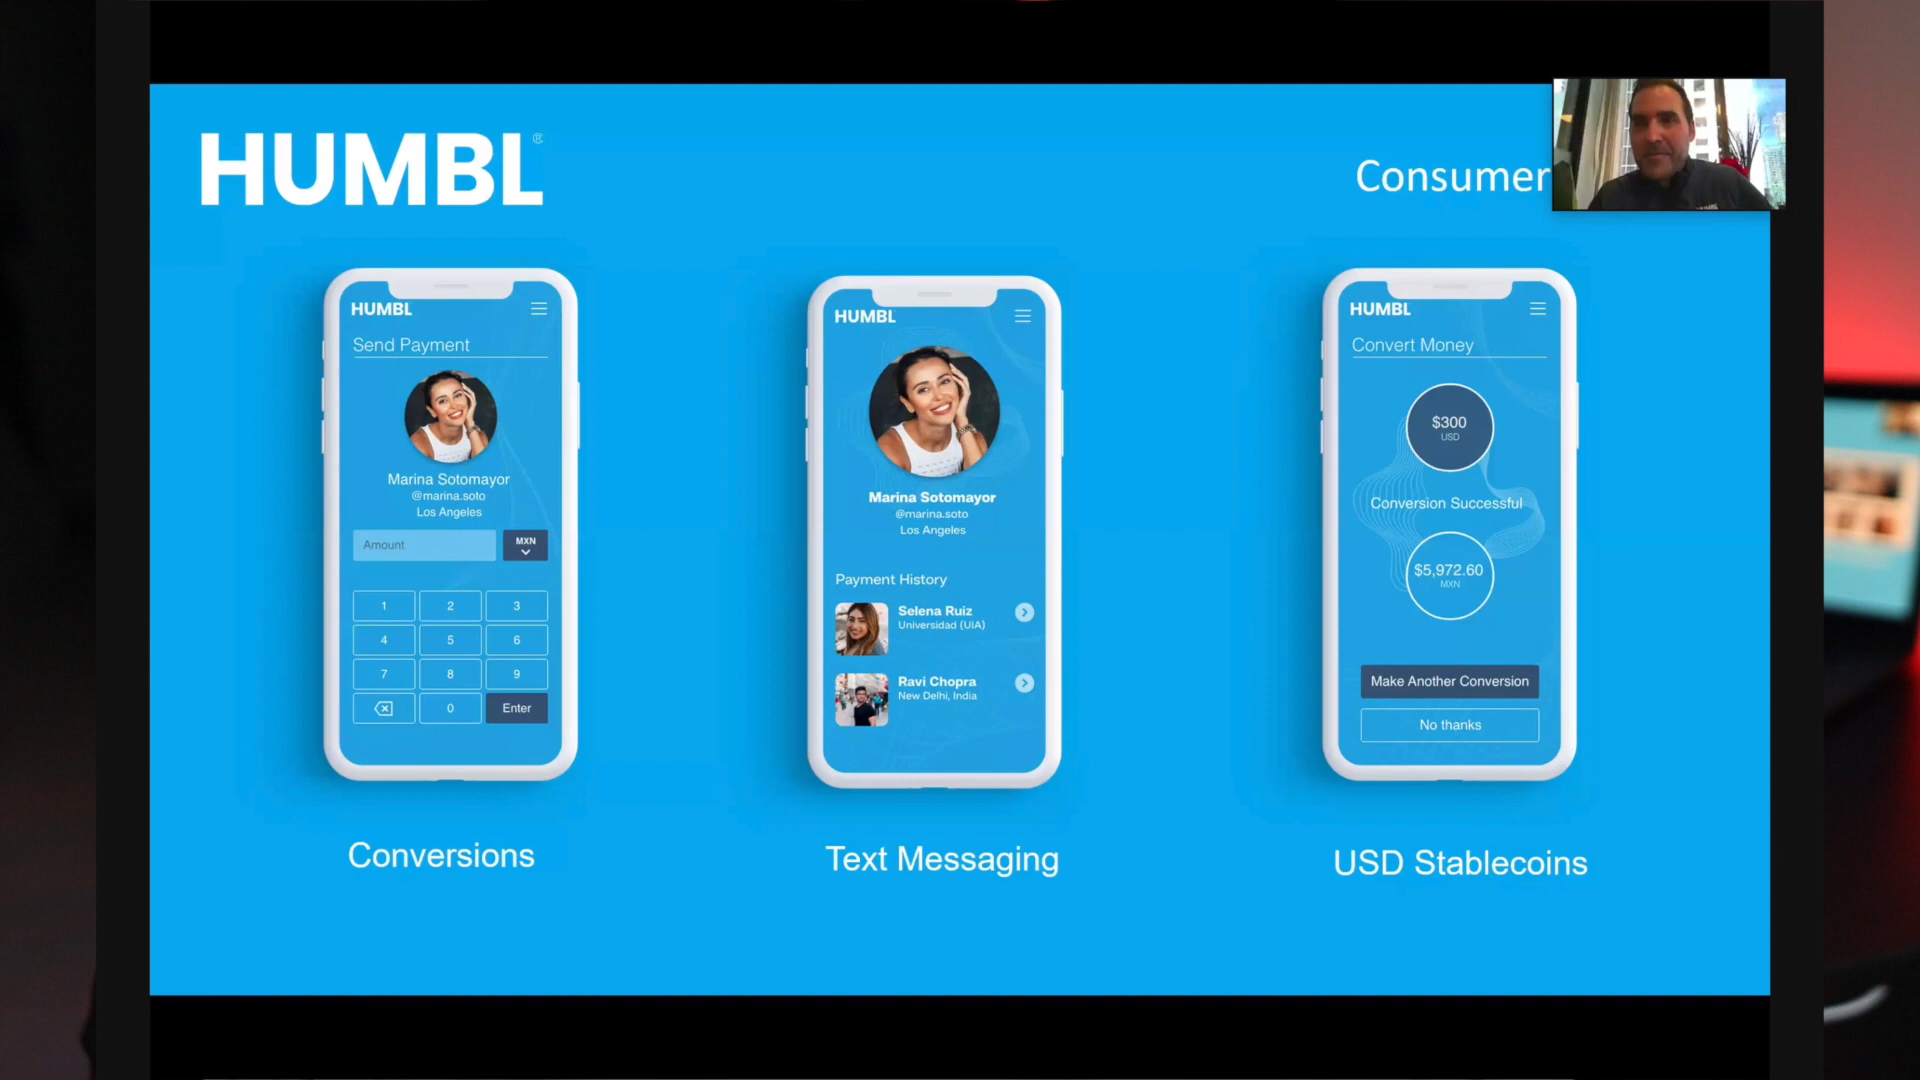 HUMBL®
Consumer
HUMBL
Send Payment
Marina Sotomayor
@marina.soto
Los Angeles
Amount
MXN
1 2 3
4 5 6
7 8 9
0 Enter
Conversions
HUMBL
Marina Sotomayor
@marina.soto
Los Angeles
Payment History
Selena Ruiz
Universidad (UIA)
Ravi Chopra
New Delhi, India
Text Messaging
HUMBL
Convert Money
$300
USD
Conversion Successful
$5,972.60
MXN
Make Another Conversion
No thanks
USD Stablecoins